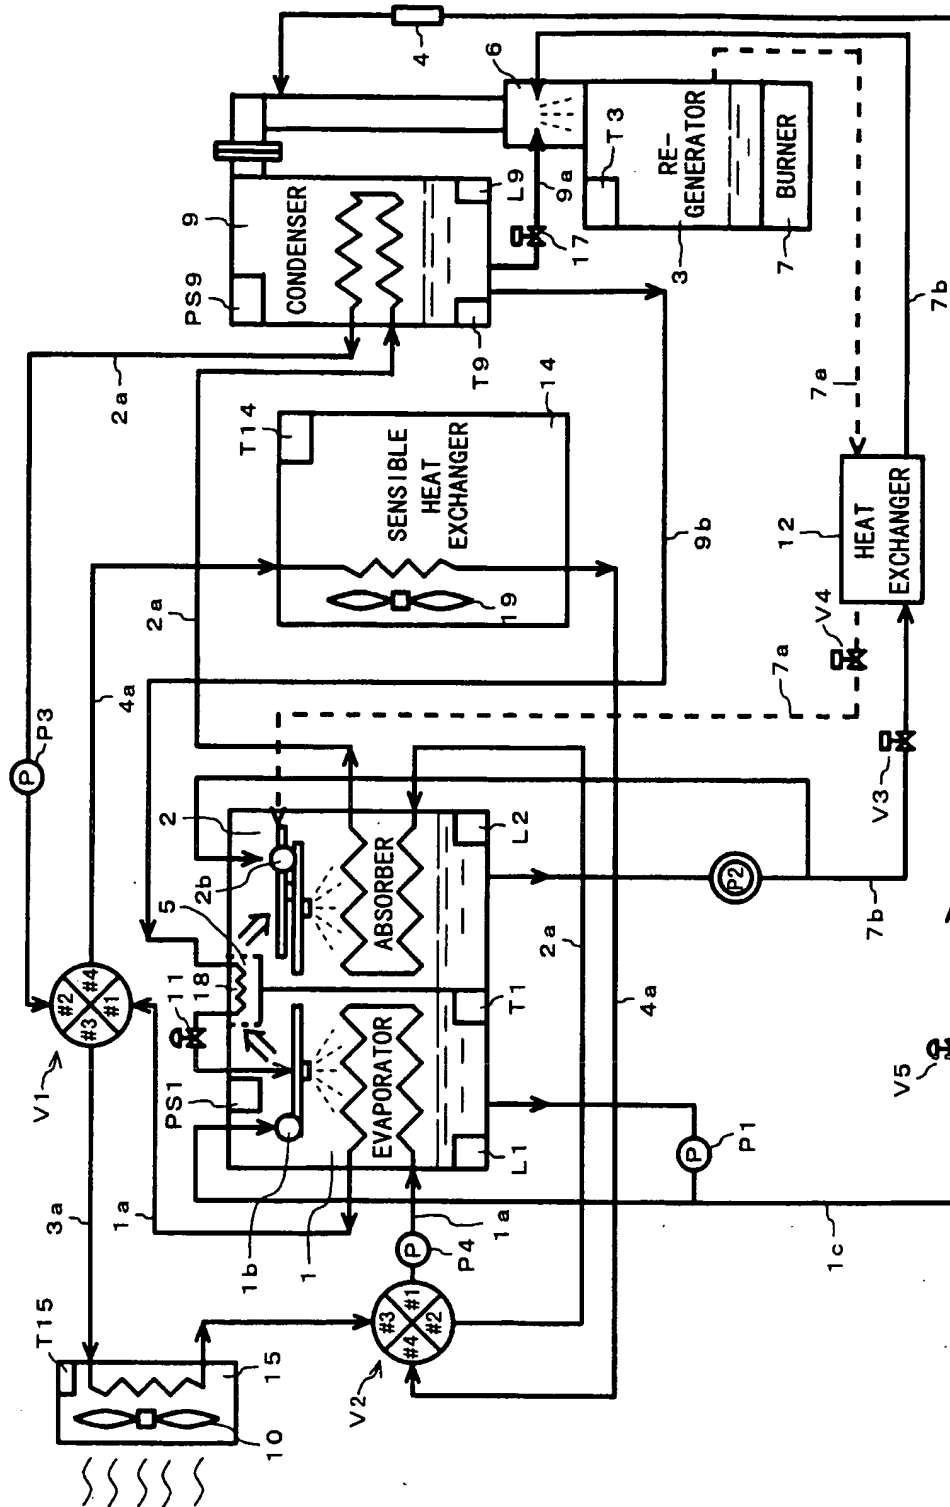 4
6
T3
RE-
GENERATOR
BURNER
3
7
9a
L9
17
9
PS9
CONDENSER
T9
2a
7a
7b
14
T14
SENSIBLE
HEAT
EXCHANGER
19
9b
12
HEAT
EXCHANGER
V4
7a
V3
2a
4a
P3
P
2
2b
5
18
11
ABSORBER
L2
P2
7b
2a
4a
T1
#2
#4
#3
#1
V1
PS1
EVAPORATOR
L1
V5
P1
P
3a
1a
1b
1
1a
P4
P
1c
#3
#1
#4
#2
V2
T15
15
10